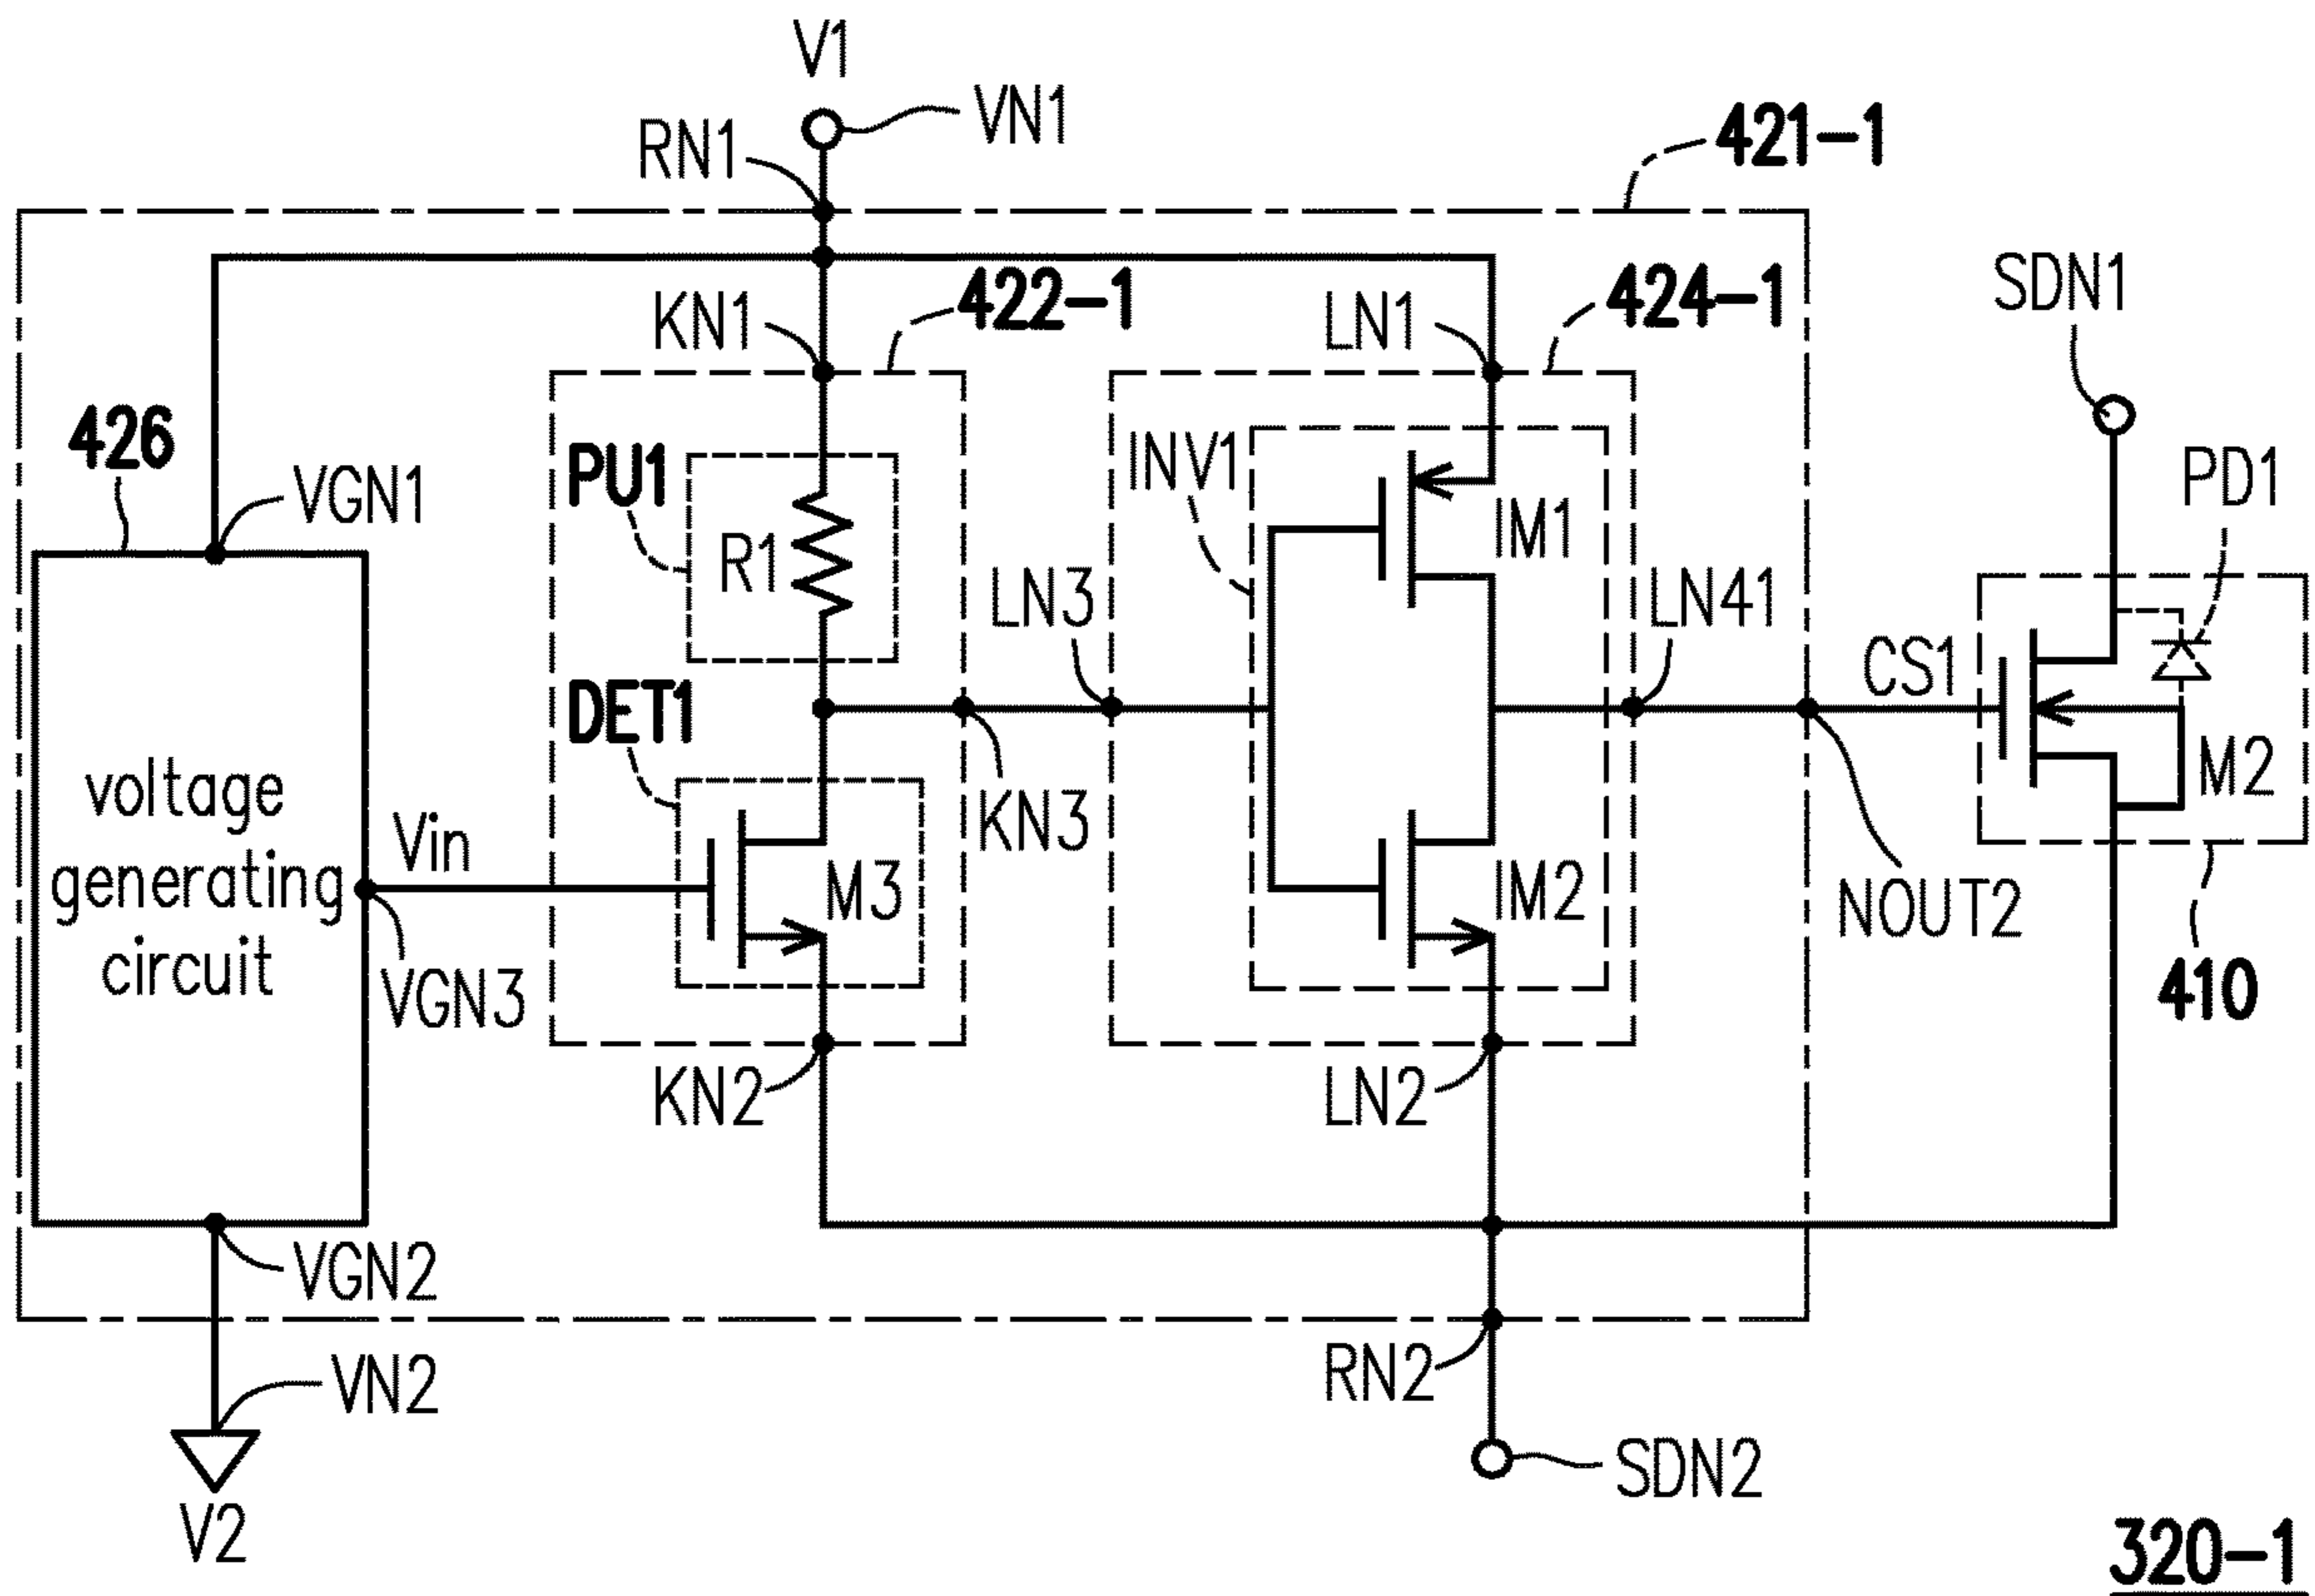 V1
VN1
RN1
421-1
KN1
422-1
LN1
424-1
SDN1
426
VGN1
PU1
R1
INV1
IM1
PD1
LN3
LN41
CS1
DET1
voltage
generating
circuit
Vin
VGN3
M3
KN3
IM2
M2
NOUT2
410
KN2
LN2
VGN2
VN2
V2
RN2
SDN2
320-1